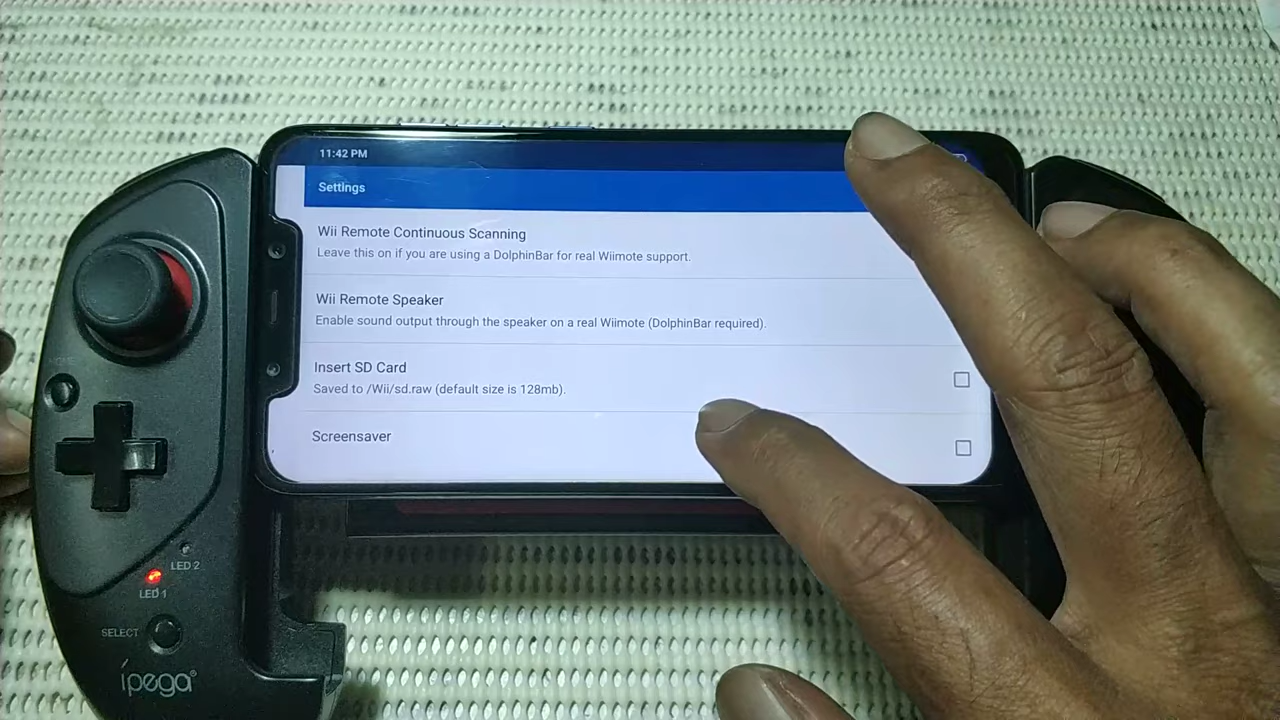 11:42 PM
Settings
Wii Remote Continuous Scanning
Leave this on if you are using a DolphinBar for real Wiimote support.
Wii Remote Speaker
Enable sound output through the speaker on a real Wiimote (DolphinBar required).
Insert SD Card
Saved to /Wii/sd.raw (default size is 128mb).
Screensaver
LED 2
LED 1
SELECT
ípega®